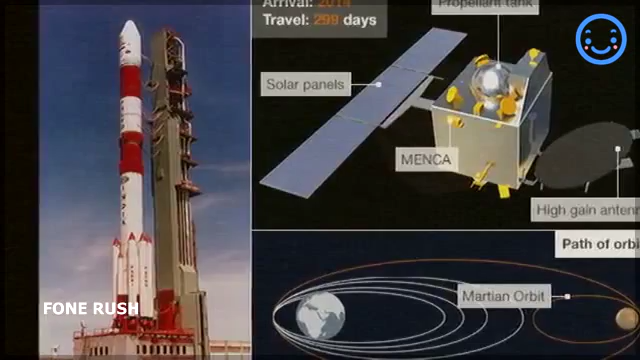 Arrival: 2014
Travel: 299 days
Propellant tank
Solar panels
MENCA
High gain antenn
Path of orbi
Martian Orbit
FONE RUSH